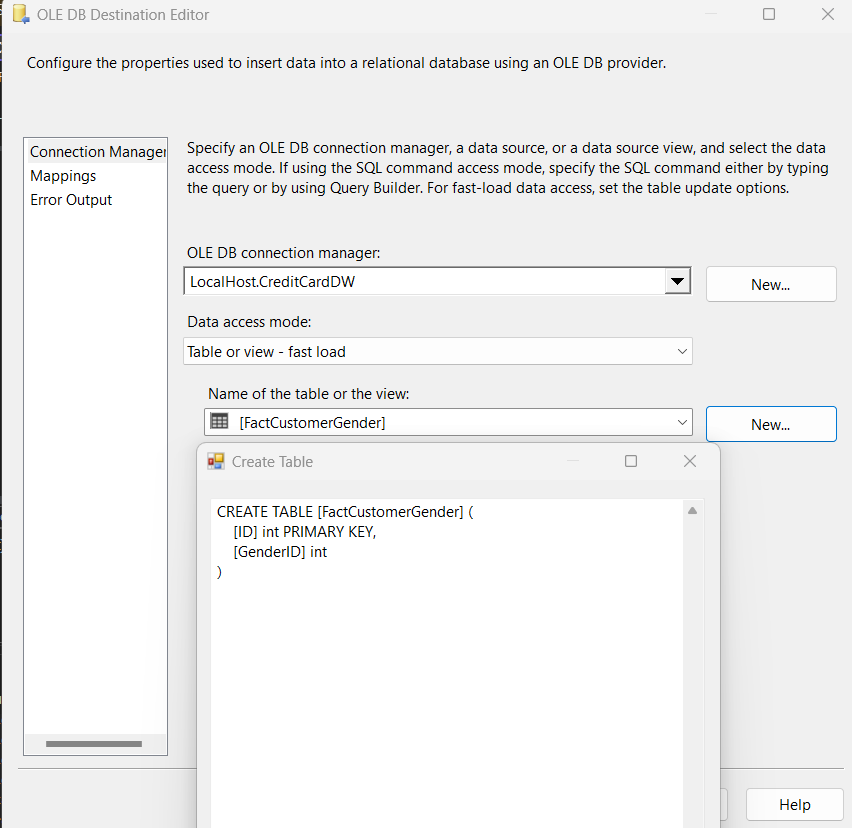 OLE DB Destination Editor
Configure the properties used to insert data into a relational database using an OLE DB provider.
Connection Manager
Mappings
Error Output
Specify an OLE DB connection manager, a data source, or a data source view, and select the data
access mode. If using the SQL command access mode, specify the SQL command either by typing
the query or by using Query Builder. For fast-load data access, set the table update options.
OLE DB connection manager:
LocalHost.CreditCardDW
New...
Data access mode:
Table or view - fast load
Name of the table or the view:
[FactCustomerGender]
New...
Create Table
CREATE TABLE [FactCustomerGender] (
[ID] int PRIMARY KEY,
[GenderID] int
)
Help